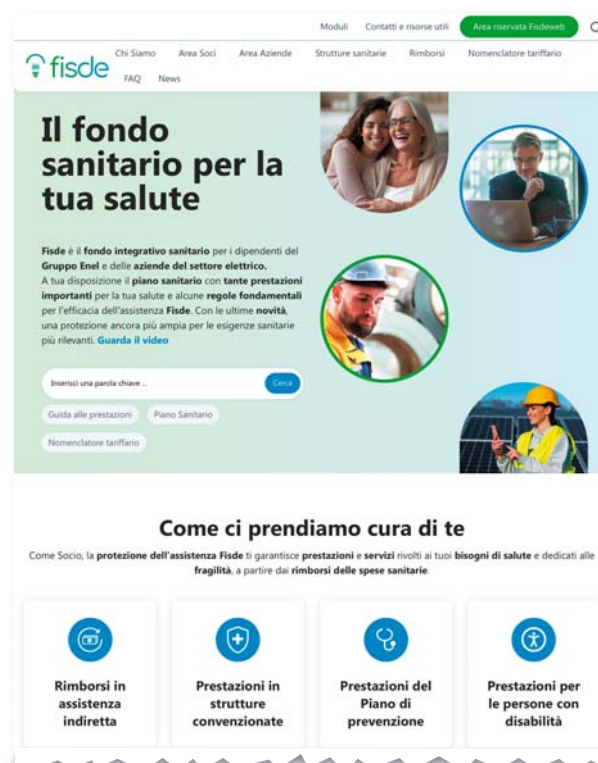 Moduli Contatti e risorse utili Area riservata Fisdeweb
fisde
Chi Siamo Area Soci Area Aziende Strutture sanitarie Rimborsi Nomenclatore tariffario
FAQ News
Il fondo
sanitario per la
tua salute
Fisde è il fondo integrativo sanitario per i dipendenti del
Gruppo Enel e delle aziende del settore elettrico.
A tua disposizione il piano sanitario con tante prestazioni
importanti per la tua salute e alcune regole fondamentali
per l'efficacia dell'assistenza Fisde. Con le ultime novità,
una protezione ancora più ampia per le esigenze sanitarie
più rilevanti. Guarda il video
Inserisci una parola chiave ... Cerca
Guida alle prestazioni Piano Sanitario
Nomenclatore tariffario
Come ci prendiamo cura di te
Come Socio, la protezione dell'assistenza Fisde ti garantisce prestazioni e servizi rivolti ai tuoi bisogni di salute e dedicati alle
fragilità, a partire dai rimborsi delle spese sanitarie.
Rimborsi in
assistenza
indiretta
Prestazioni in
strutture
convenzionate
Prestazioni del
Piano di
prevenzione
Prestazioni per
le persone con
disabilità